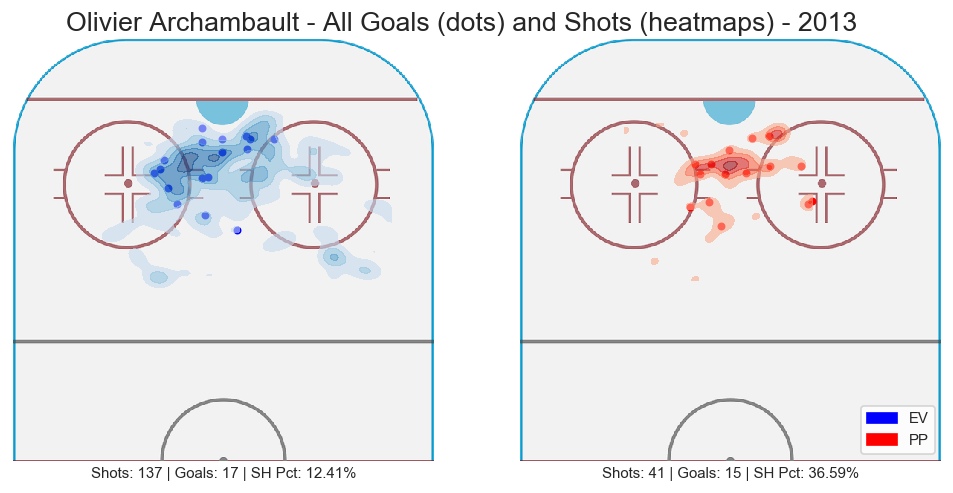 Olivier Archambault - All Goals (dots) and Shots (heatmaps) - 2013
EV
PP
Shots: 137 | Goals: 17 | SH Pct: 12.41%
Shots: 41 | Goals: 15 | SH Pct: 36.59%